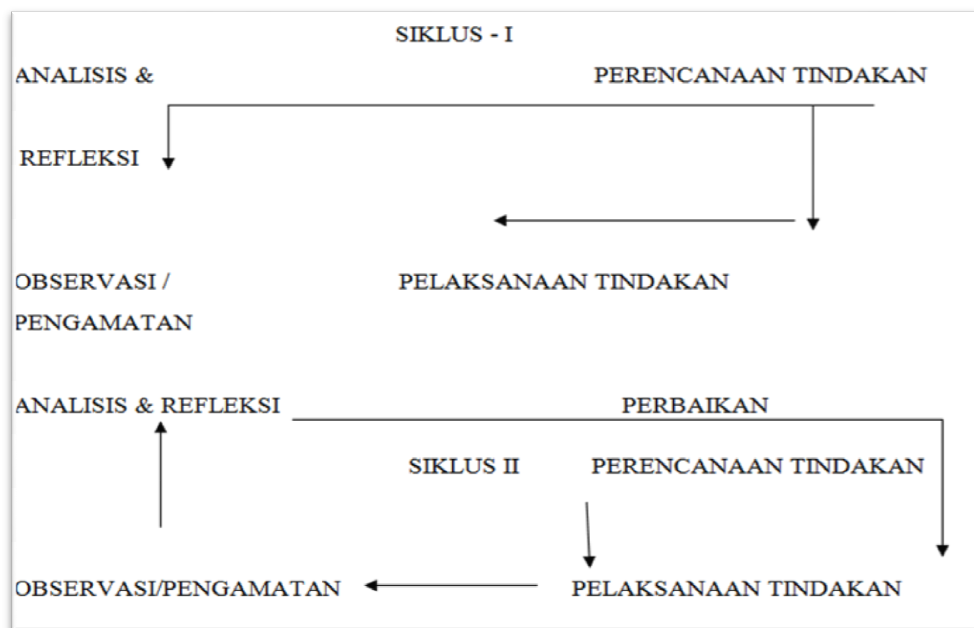 SIKLUS - I
ANALISIS & PERENCANAAN TINDAKAN
REFLEKSI
OBSERVASI / PELAKSANAAN TINDAKAN
PENGAMATAN
ANALISIS & REFLEKSI PERBAIKAN
SIKLUS II PERENCANAAN TINDAKAN
OBSERVASI/PENGAMATAN PELAKSANAAN TINDAKAN